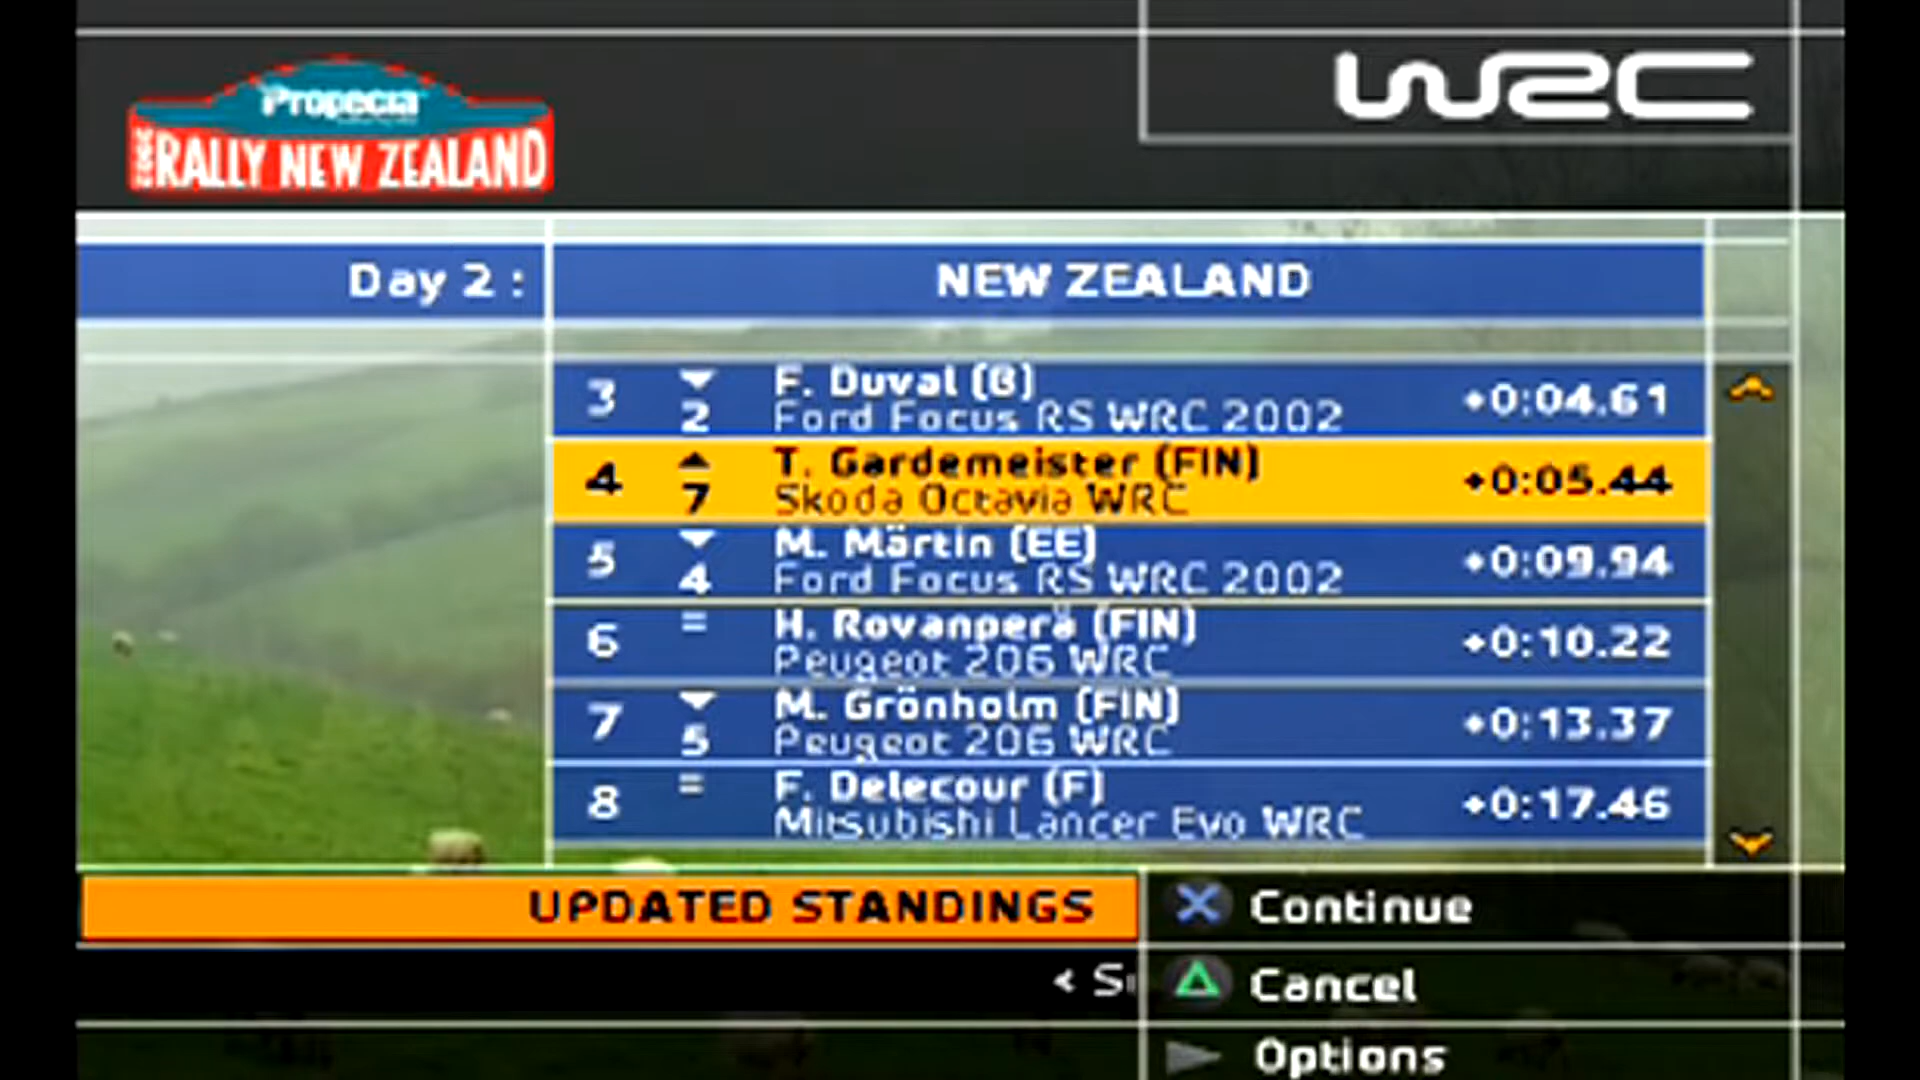 Propecia
2002 RALLY NEW ZEALAND
WRC
Day 2 :
NEW ZEALAND
3 2 F. Duval (B) +0:04.61
Ford Focus RS WRC 2002
4 7 T. Gardemeister (FIN) +0:05.44
Skoda Octavia WRC
5 4 M. Märtin (EE) +0:09.94
Ford Focus RS WRC 2002
6 = H. Rovanperä (FIN) +0:10.22
Peugeot 206 WRC
7 5 M. Grönholm (FIN) +0:13.37
Peugeot 206 WRC
8 = F. Delecour (F) +0:17.46
Mitsubishi Lancer Evo WRC
UPDATED STANDINGS
Continue
Cancel
Options